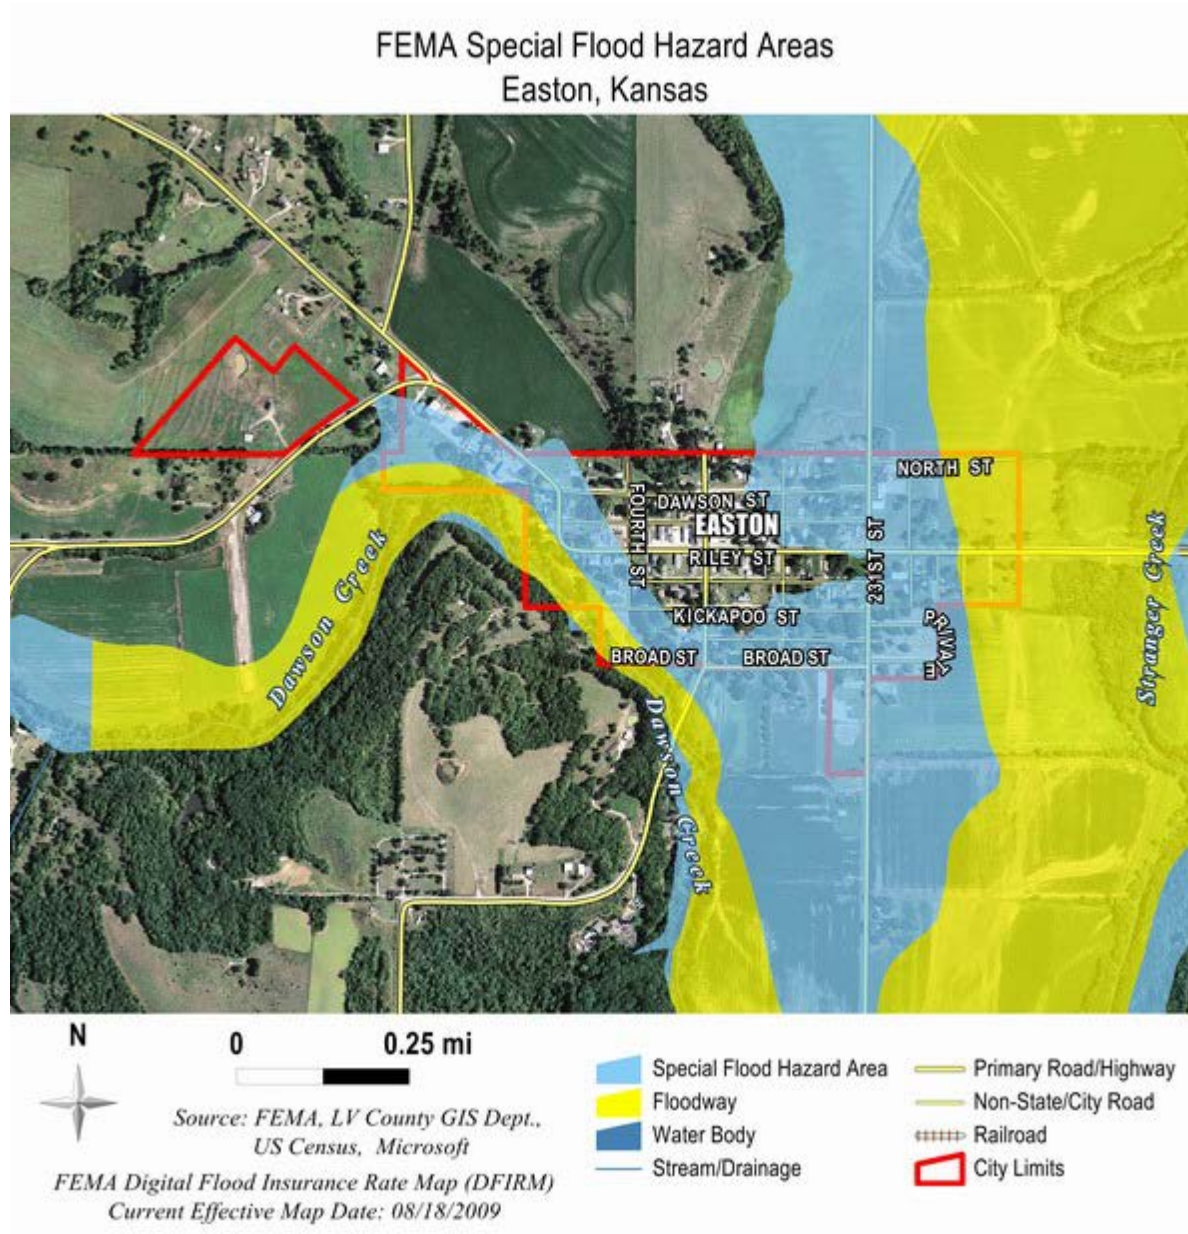 FEMA Special Flood Hazard Areas
Easton, Kansas
NORTH ST
DAWSON ST
FOURTH ST
EASTON
231ST ST
RILEY ST
KICKAPOO ST
PRIVATE
BROAD ST
BROAD ST
Dawson Creek
Stranger Creek
Dawson Creek
N
0 0.25 mi
Source: FEMA, LV County GIS Dept.,
US Census, Microsoft
FEMA Digital Flood Insurance Rate Map (DFIRM)
Current Effective Map Date: 08/18/2009
Special Flood Hazard Area
Floodway
Water Body
Stream/Drainage
Primary Road/Highway
Non-State/City Road
Railroad
City Limits